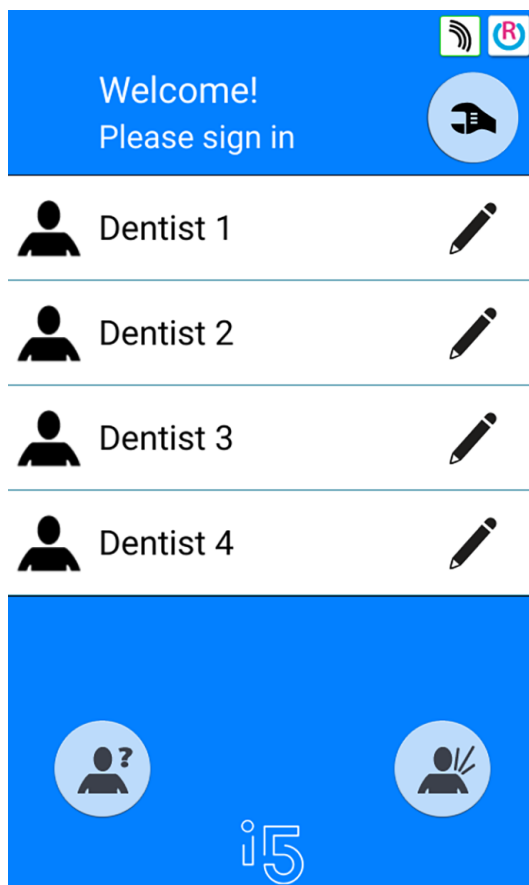 R
Welcome!
Please sign in
Dentist 1
Dentist 2
Dentist 3
Dentist 4
?
i5